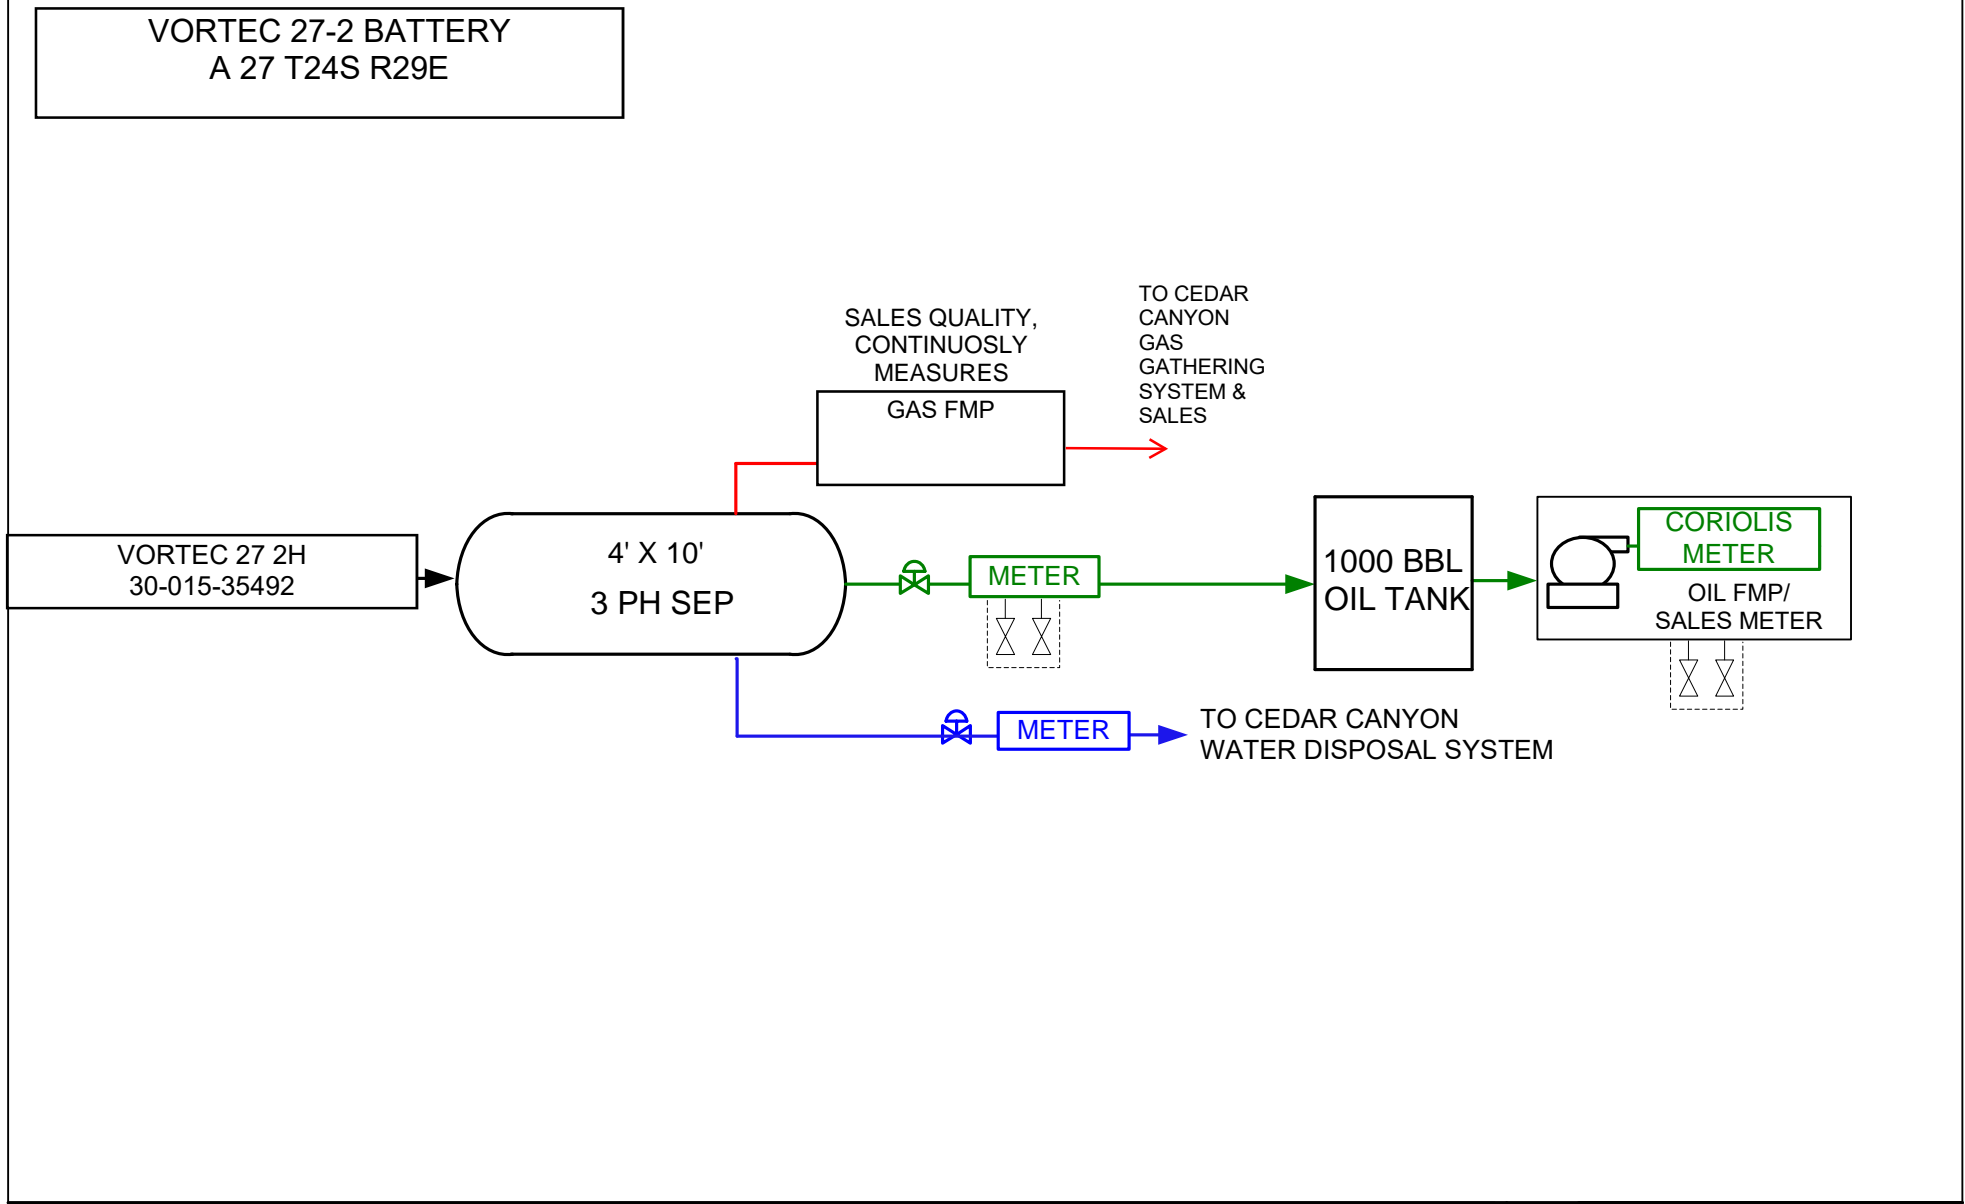 VORTEC 27-2 BATTERY
A 27 T24S R29E
SALES QUALITY,
CONTINUOSLY
MEASURES
GAS FMP
TO CEDAR
CANYON
GAS
GATHERING
SYSTEM &
SALES
VORTEC 27 2H
30-015-35492
4' X 10'
3 PH SEP
METER
1000 BBL
OIL TANK
CORIOLIS
METER
OIL FMP/
SALES METER
METER
TO CEDAR CANYON
WATER DISPOSAL SYSTEM